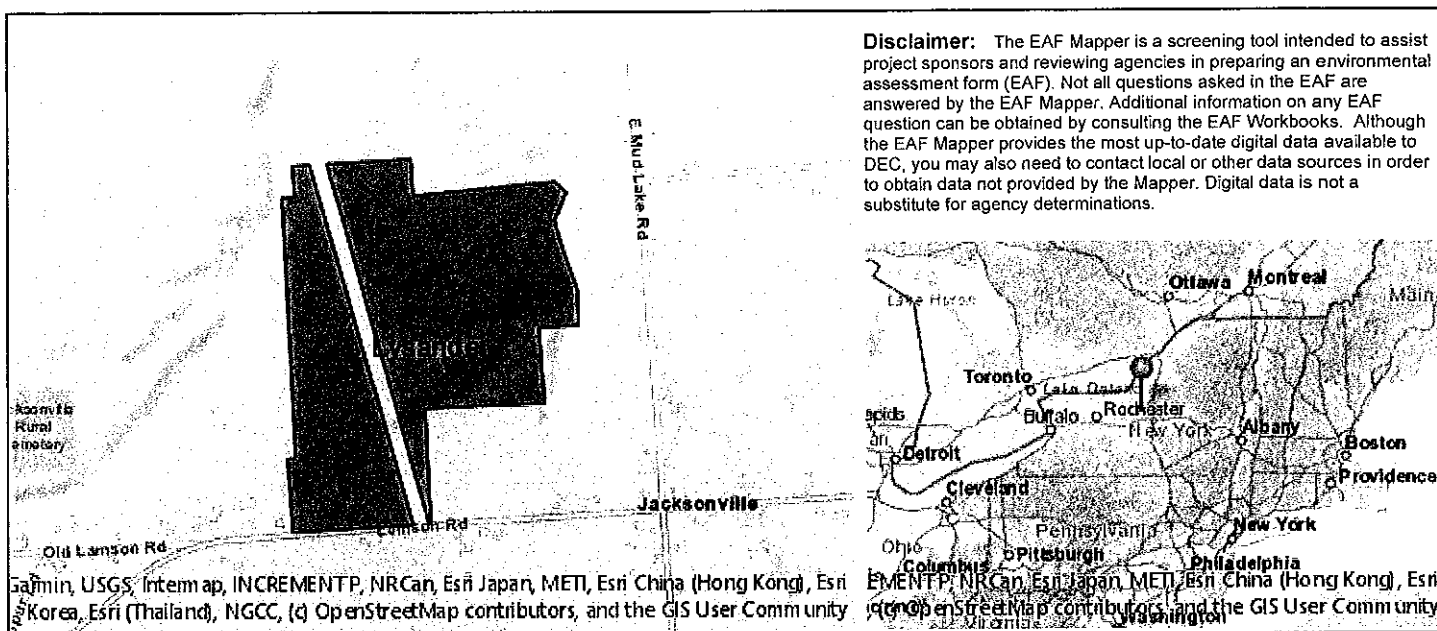 Disclaimer: The EAF Mapper is a screening tool intended to assist
project sponsors and reviewing agencies in preparing an environmental
assessment form (EAF). Not all questions asked in the EAF are
answered by the EAF Mapper. Additional information on any EAF
question can be obtained by consulting the EAF Workbooks. Although
the EAF Mapper provides the most up-to-date digital data available to
DEC, you may also need to contact local or other data sources in order
to obtain data not provided by the Mapper. Digital data is not a
substitute for agency determinations.
E Mud Lake Rd
Rural
Jacksonville
Lamson Rd
Old Lamson Rd
Garmin, USGS, Intermap, INCREMENT P, NRCan, Esri Japan, METI, Esri China (Hong Kong), Esri
Korea, Esri (Thailand), NGCC, (c) OpenStreetMap contributors, and the GIS User Community
Lake Huron
Ottawa
Montreal
Toronto
Rochester
Buffalo
New York
Albany
Boston
Detroit
Providence
Cleveland
Pennsylvania
New York
Ohio
Pittsburgh
Philadelphia
Columbus
EMENT P, NRCan, Esri Japan, METI, Esri China (Hong Kong), Esri
(c) OpenStreetMap contributors, and the GIS User Community
Virginia
Washington